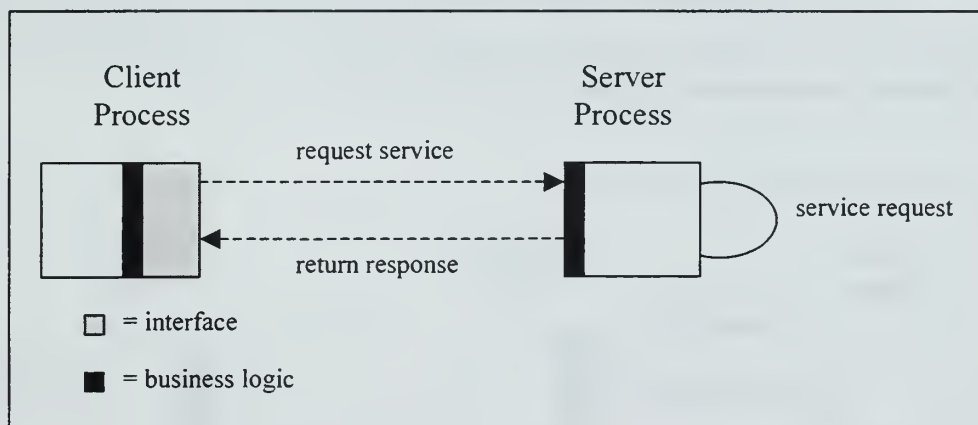 Client
Process
Server
Process
request service
service request
return response
= interface
= business logic